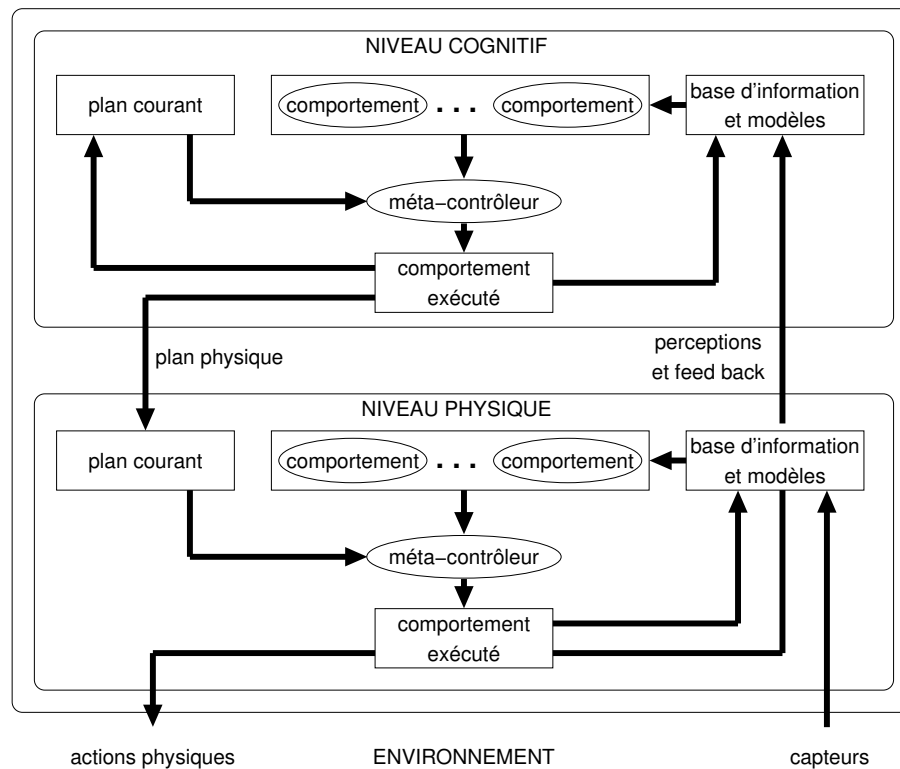 NIVEAU COGNITIF
plan courant
comportement . . . comportement
base d'information
et modèles
méta-contrôleur
comportement
exécuté
plan physique
perceptions
et feed back
NIVEAU PHYSIQUE
plan courant
comportement . . . comportement
base d'information
et modèles
méta-contrôleur
comportement
exécuté
actions physiques
ENVIRONNEMENT
capteurs